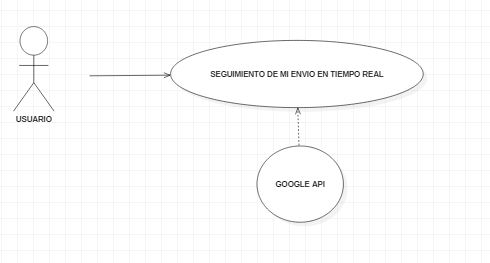 SEGUIMIENTO DE MI ENVIO EN TIEMPO REAL
USUARIO
GOOGLE API